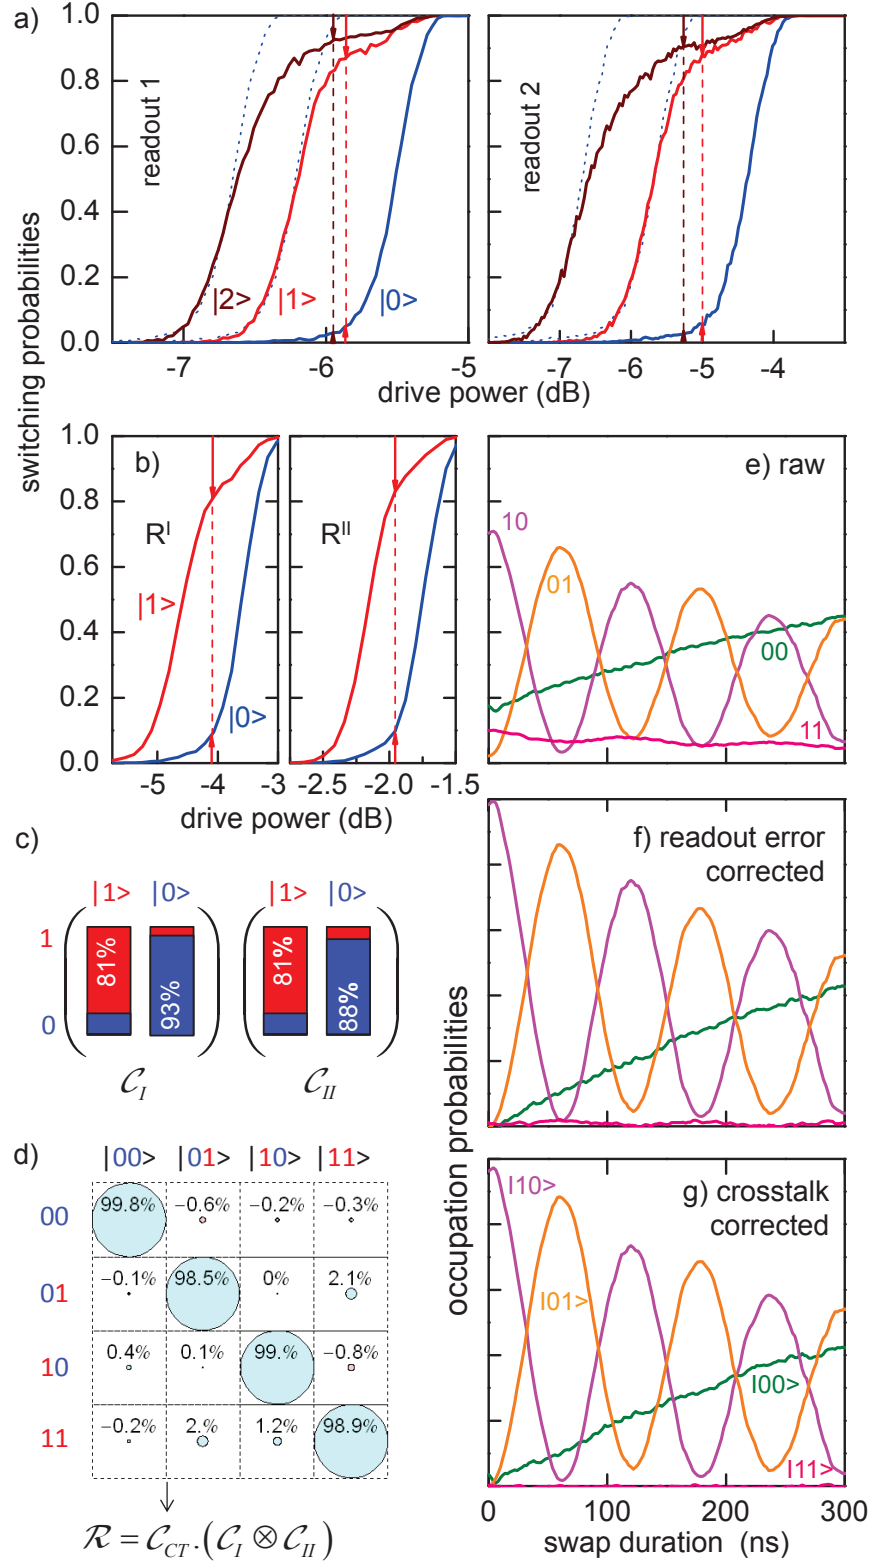 a)
switching probabilities
1.0
0.8
0.6
0.4
0.2
0.0
readout 1
|2>
|1>
|0>
-7
-6
-5
readout 2
-7
-6
-5
-4
drive power (dB)
b)
1.0
0.8
0.6
0.4
0.2
0.0
R^I
|1>
|0>
-5
-4
-3
R^II
-2.5
-2.0
-1.5
drive power (dB)
c)
|1> |0>
|1> |0>
1
0
81%
93%
81%
88%
C_I
C_II
d)
|00> |01> |10> |11>
00 99.8% −0.6% −0.2% −0.3%
01 −0.1% 98.5% 0% 2.1%
10 0.4% 0.1% 99.% −0.8%
11 −0.2% 2.% 1.2% 98.9%
R = C_CT.(C_I ⊗ C_II)
e) raw
10
01
00
11
f) readout error
corrected
occupation probabilities
g) crosstalk
corrected
|10>
|01>
|00>
|11>
0
100
200
300
swap duration (ns)